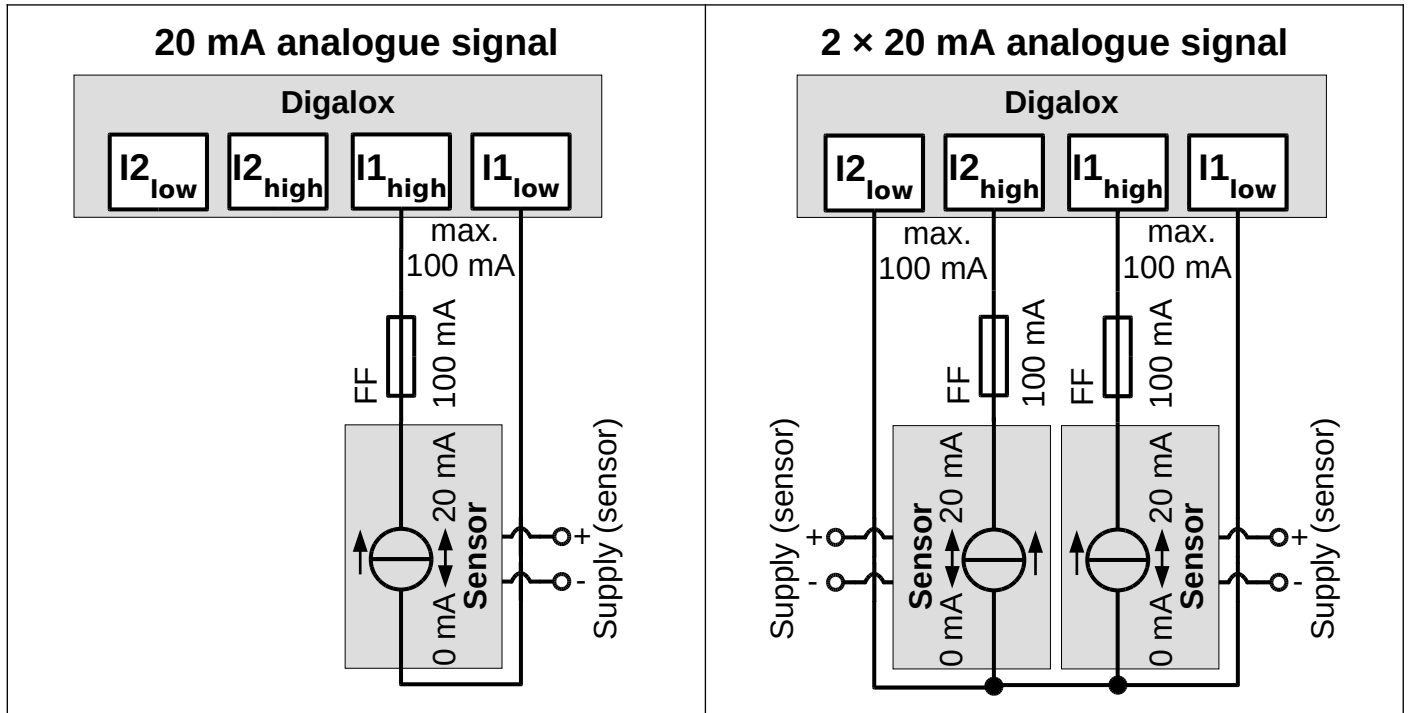 20 mA analogue signal
Digalox
I2low
I2high
I1high
I1low
max.
100 mA
FF
100 mA
0 mA
20 mA
Sensor
+
-
Supply (sensor)
2 × 20 mA analogue signal
Digalox
I2low
I2high
I1high
I1low
max.
100 mA
max.
100 mA
FF
100 mA
FF
100 mA
Supply (sensor)
+
-
Sensor
0 mA
20 mA
0 mA
20 mA
Sensor
+
-
Supply (sensor)